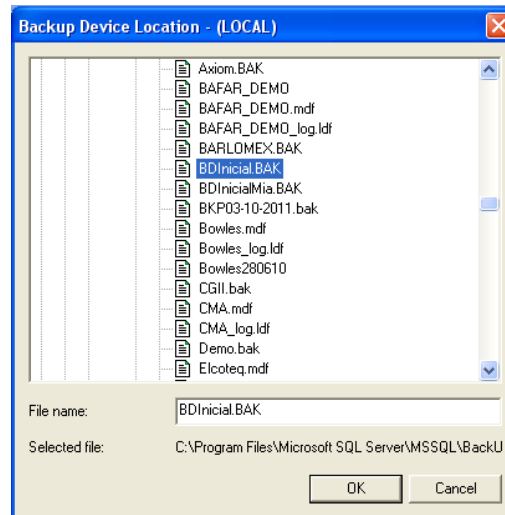 Backup Device Location - (LOCAL)
Axiom.BAK
BAFAR_DEMO
BAFAR_DEMO.mdf
BAFAR_DEMO_log.ldf
BARLOMEX.BAK
BDInicial.BAK
BDInicialMia.BAK
BKP03-10-2011.bak
Bowles.mdf
Bowles_log.ldf
Bowles280610
CGII.bak
CMA.mdf
CMA_log.ldf
Demo.bak
Elcoteq.mdf
File name: BDInicial.BAK
Selected file: C:\Program Files\Microsoft SQL Server\MSSQL\BackU
OK Cancel